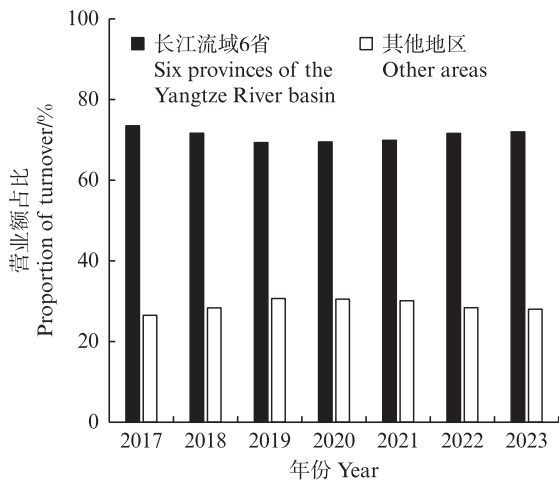 100
80
60
40
20
0
营业额占比
Proportion of turnover/%
长江流域6省
Six provinces of the
Yangtze River basin
其他地区
Other areas
2017 2018 2019 2020 2021 2022 2023
年份 Year